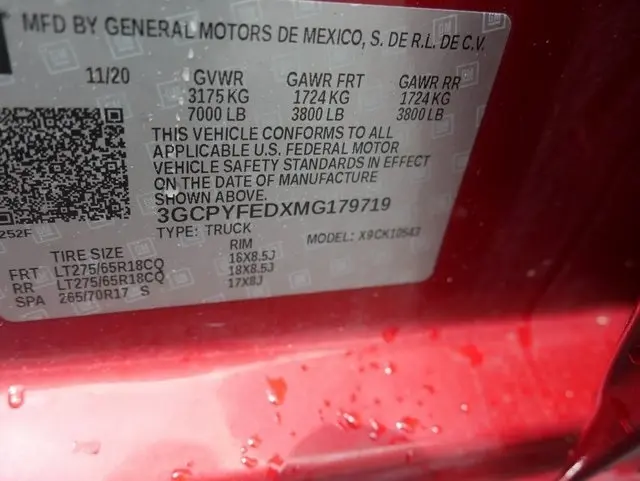 MFD BY GENERAL MOTORS DE MEXICO, S. DE R.L. DE C.V.
11/20 GVWR GAWR FRT GAWR RR
3175 KG 1724 KG 1724 KG
7000 LB 3800 LB 3800 LB
THIS VEHICLE CONFORMS TO ALL
APPLICABLE U.S. FEDERAL MOTOR
VEHICLE SAFETY STANDARDS IN EFFECT
ON THE DATE OF MANUFACTURE
SHOWN ABOVE.
3GCPYFEDXMG179719
252F TYPE: TRUCK MODEL: X9CK10543
TIRE SIZE RIM
FRT LT275/65R18CQ 18X8.5J
RR LT275/65R18CQ 18X8.5J
SPA 265/70R17 S 17X8J